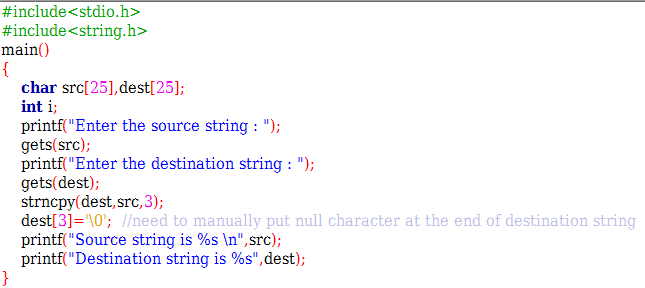 #include<stdio.h>
#include<string.h>
main()
{
char src[25],dest[25];
int i;
printf("Enter the source string : ");
gets(src);
printf("Enter the destination string : ");
gets(dest);
strncpy(dest,src,3);
dest[3]='\0'; //need to manually put null character at the end of destination string
printf("Source string is %s \n",src);
printf("Destination string is %s",dest);
}